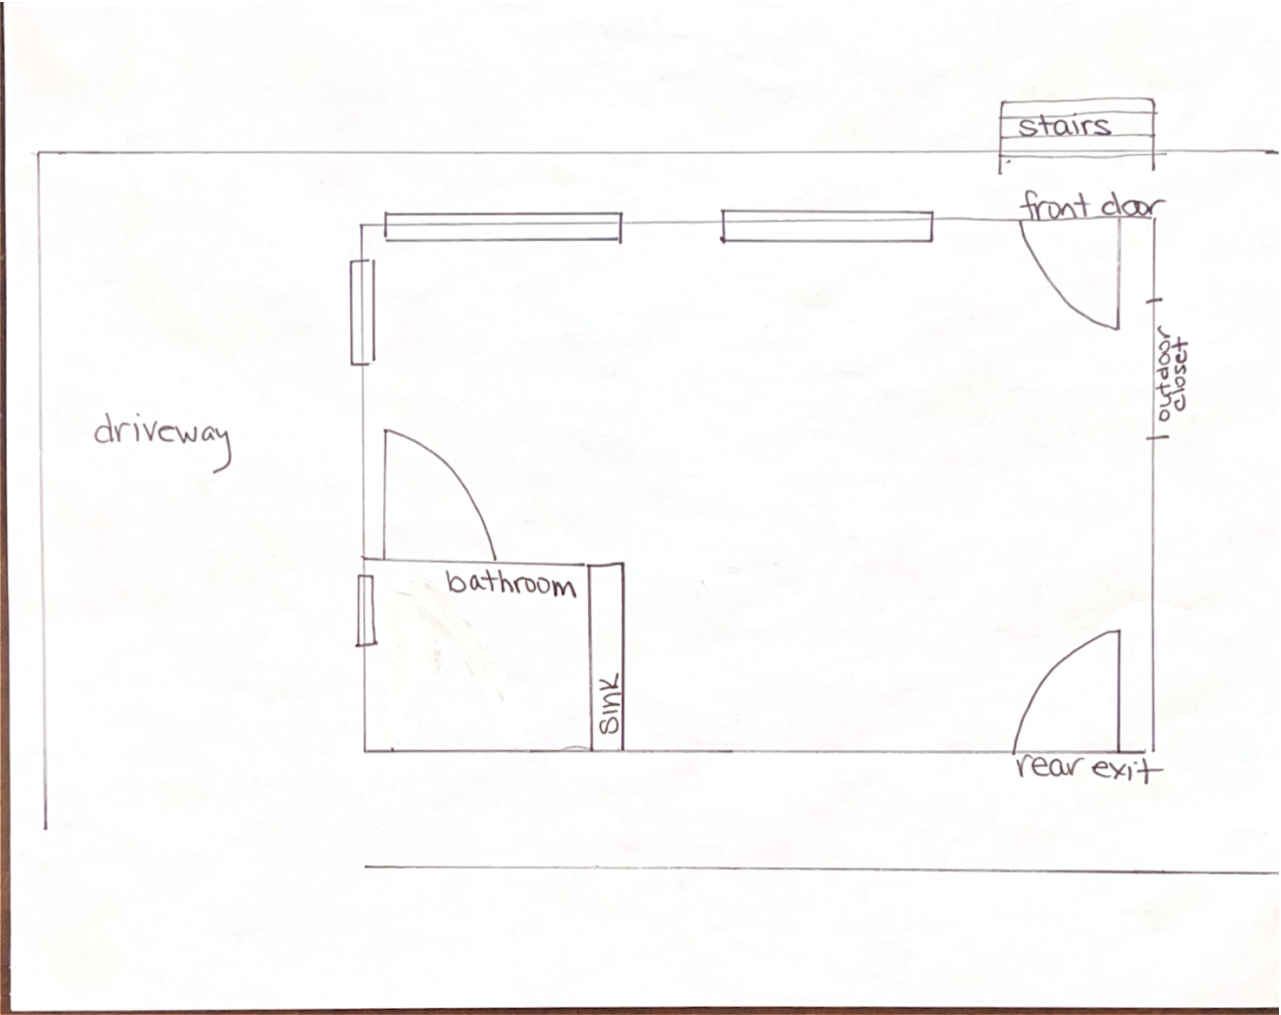 stairs
front door
outdoor
closet
driveway
bathroom
sink
rear exit